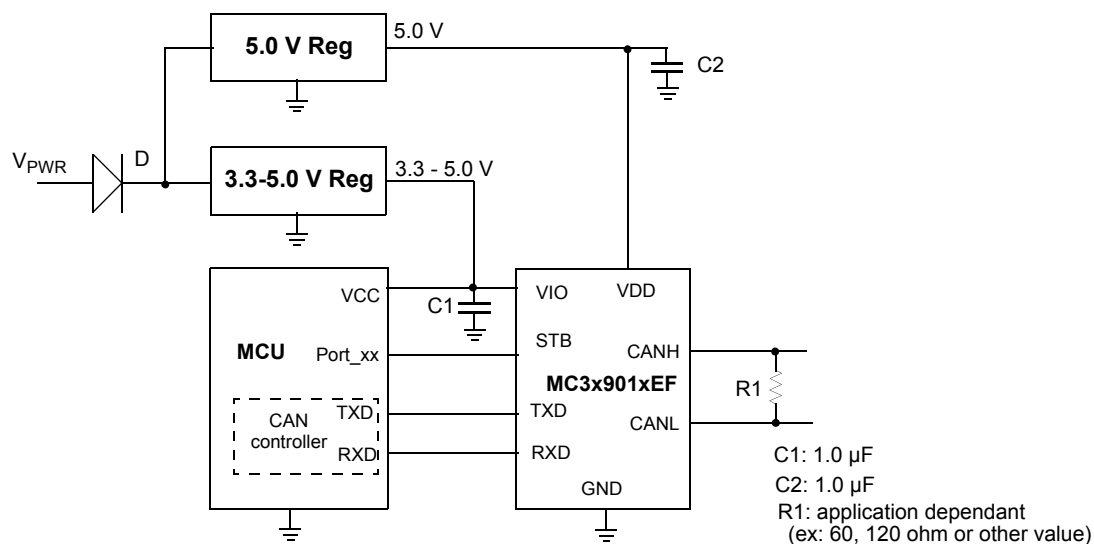 5.0 V Reg
5.0 V
C2
VPWR
D
3.3-5.0 V Reg
3.3 - 5.0 V
VCC
C1
VIO
VDD
MCU
Port_xx
STB
CANH
MC3x901xEF
R1
CAN
controller
TXD
TXD
CANL
RXD
RXD
GND
C1: 1.0 µF
C2: 1.0 µF
R1: application dependant
(ex: 60, 120 ohm or other value)